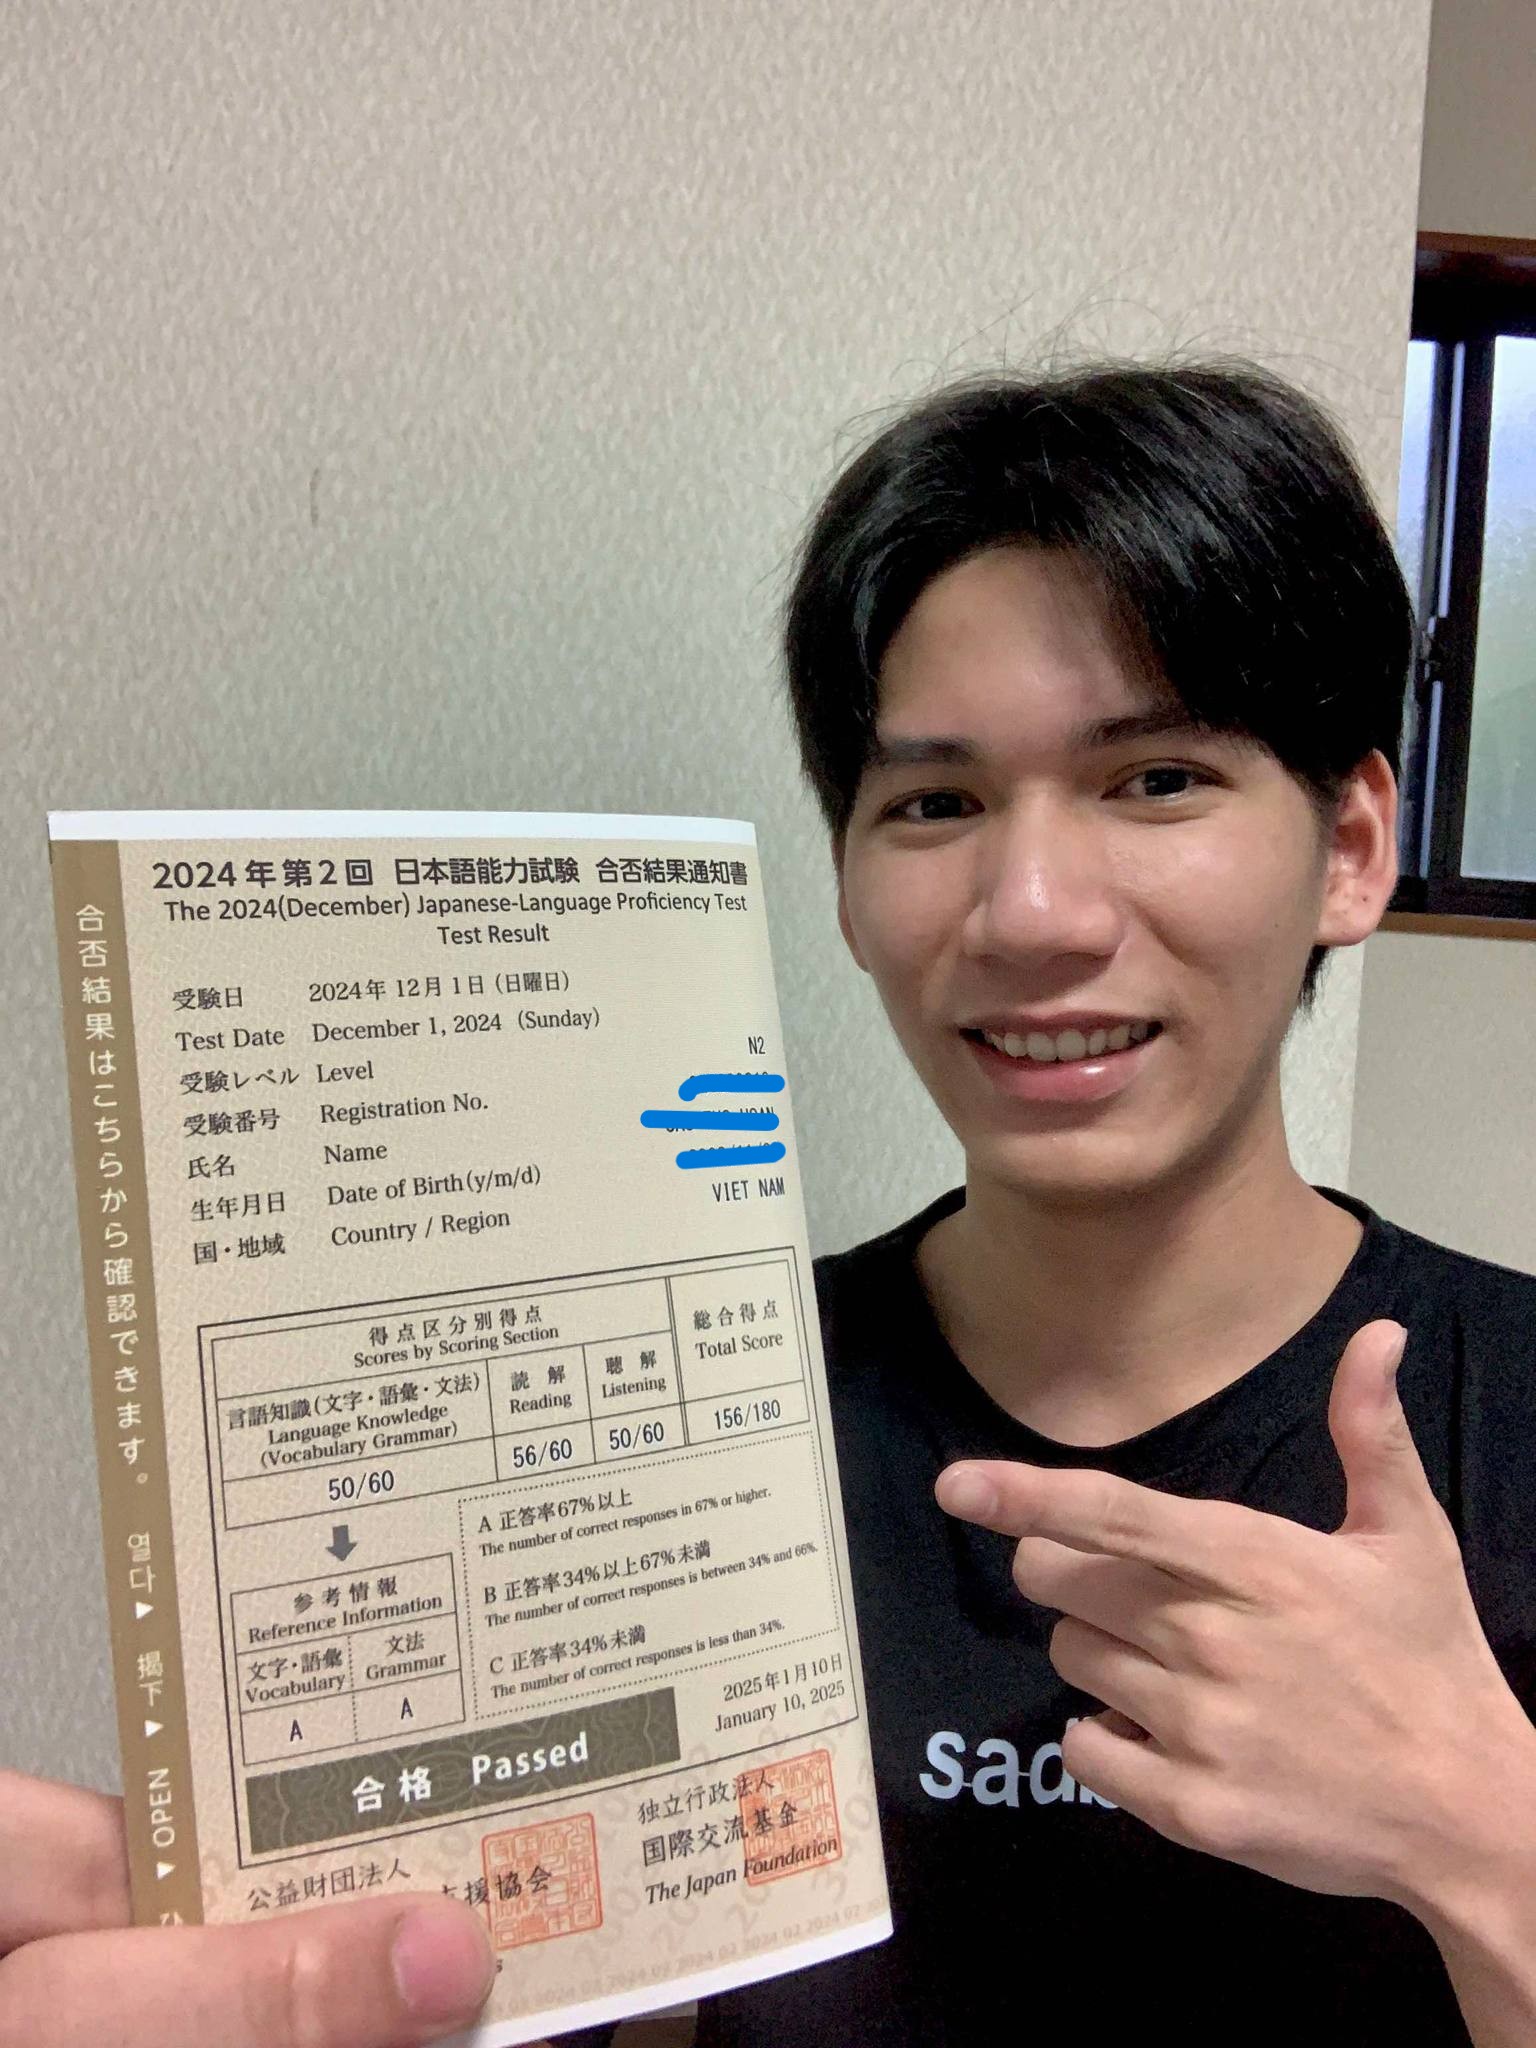 2024年第2回 日本語能力試験 合否結果通知書
The 2024(December) Japanese-Language Proficiency Test
Test Result
受験日 2024年12月1日(日曜日)
Test Date December 1, 2024 (Sunday)
受験レベル Level N2
受験番号 Registration No.
氏名 Name
生年月日 Date of Birth(y/m/d)
国・地域 Country / Region VIET NAM
得点区分別得点
Scores by Scoring Section
総合得点
Total Score
言語知識(文字・語彙・文法)
Language Knowledge
(Vocabulary Grammar)
読解
Reading
聴解
Listening
50/60
56/60
50/60
156/180
参考情報
Reference Information
文字・語彙
Vocabulary
文法
Grammar
A
A
A 正答率67%以上
The number of correct responses in 67% or higher.
B 正答率34%以上67%未満
The number of correct responses is between 34% and 66%.
C 正答率34%未満
The number of correct responses is less than 34%.
2025年1月10日
January 10, 2025
合格 Passed
公益財団法人
支援協会
独立行政法人
国際交流基金
The Japan Foundation
合否結果はこちらから確認できます。 열다▶ 揭下▶ OPEN▶ ひ